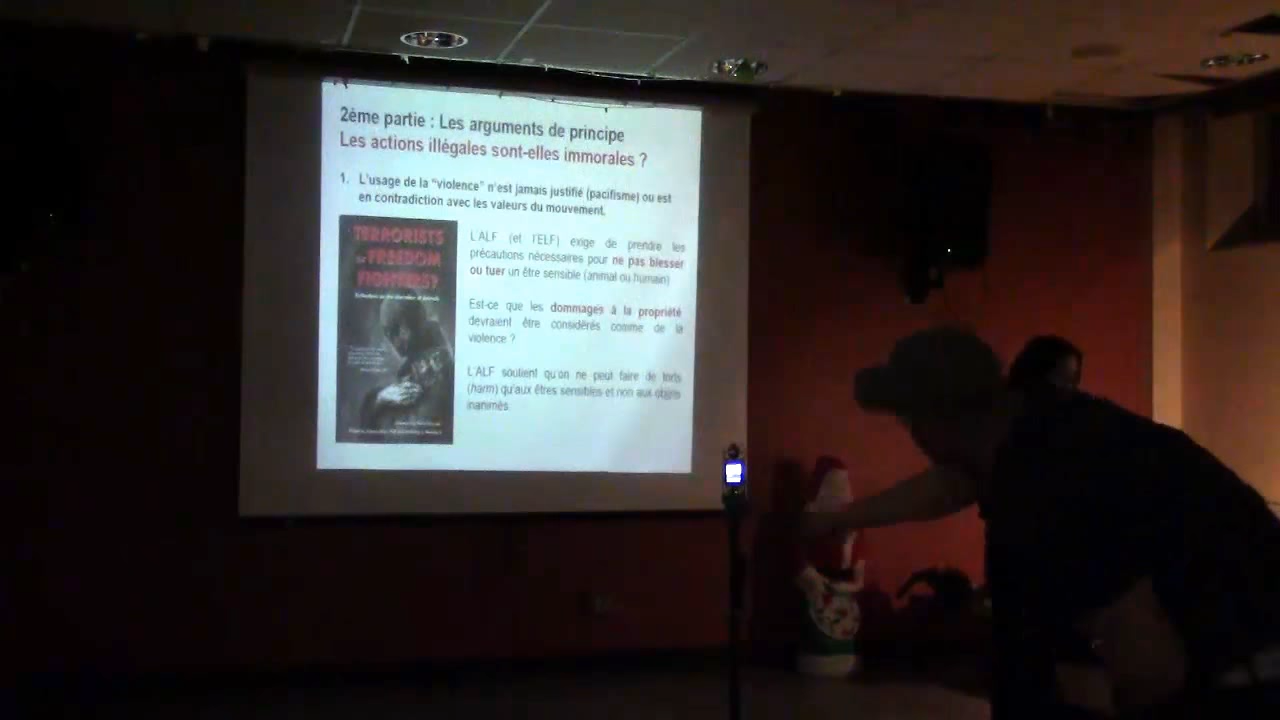 2ème partie : Les arguments de principe
Les actions illégales sont-elles immorales ?
1. L'usage de la "violence" n'est jamais justifié (pacifisme) ou est
en contradiction avec les valeurs du mouvement.
TERRORISTS
or FREEDOM
FIGHTERS?
L'ALF (et l'ELF) exige de prendre les
précautions nécessaires pour ne pas blesser
ou tuer un être sensible (animal ou humain)
Est-ce que les dommages à la propriété
devraient être considérés comme de la
violence ?
L'ALF soutient qu'on ne peut faire de torts
(harm) qu'aux êtres sensibles et non aux objets
inanimés